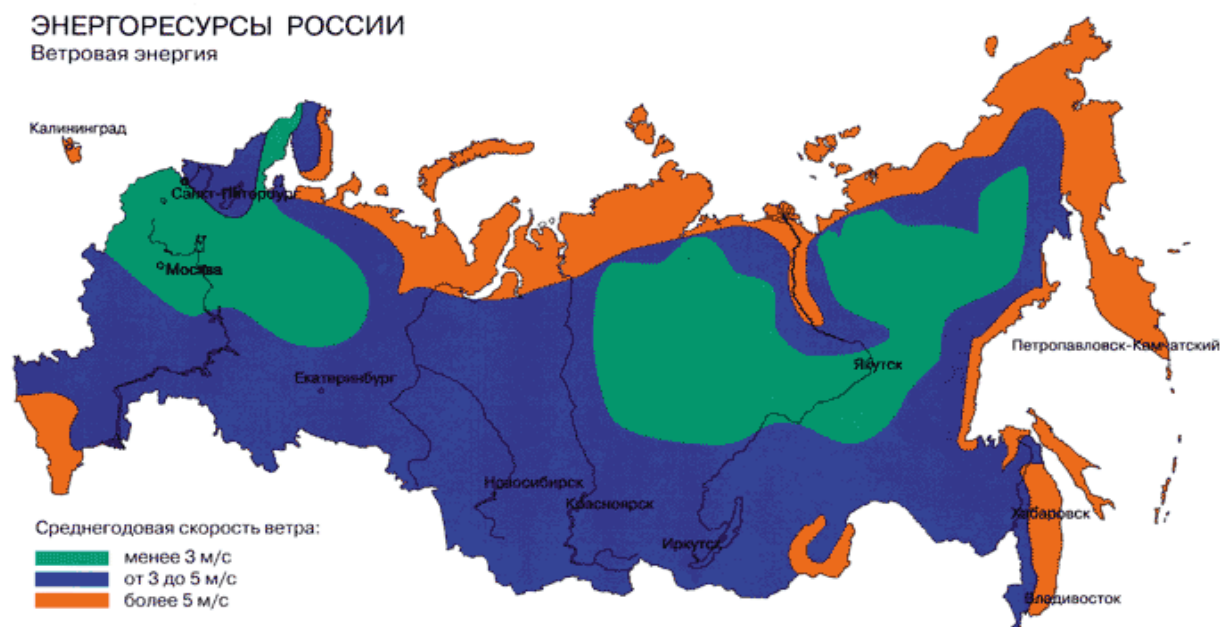 ЭНЕРГОРЕСУРСЫ РОССИИ
Ветровая энергия
Калининград
Санкт-Петербург
Москва
Петропавловск-Камчатский
Якутск
Екатеринбург
Новосибирск
Красноярск
Хабаровск
Иркутск
Владивосток
Среднегодовая скорость ветра:
менее 3 м/с
от 3 до 5 м/с
более 5 м/с